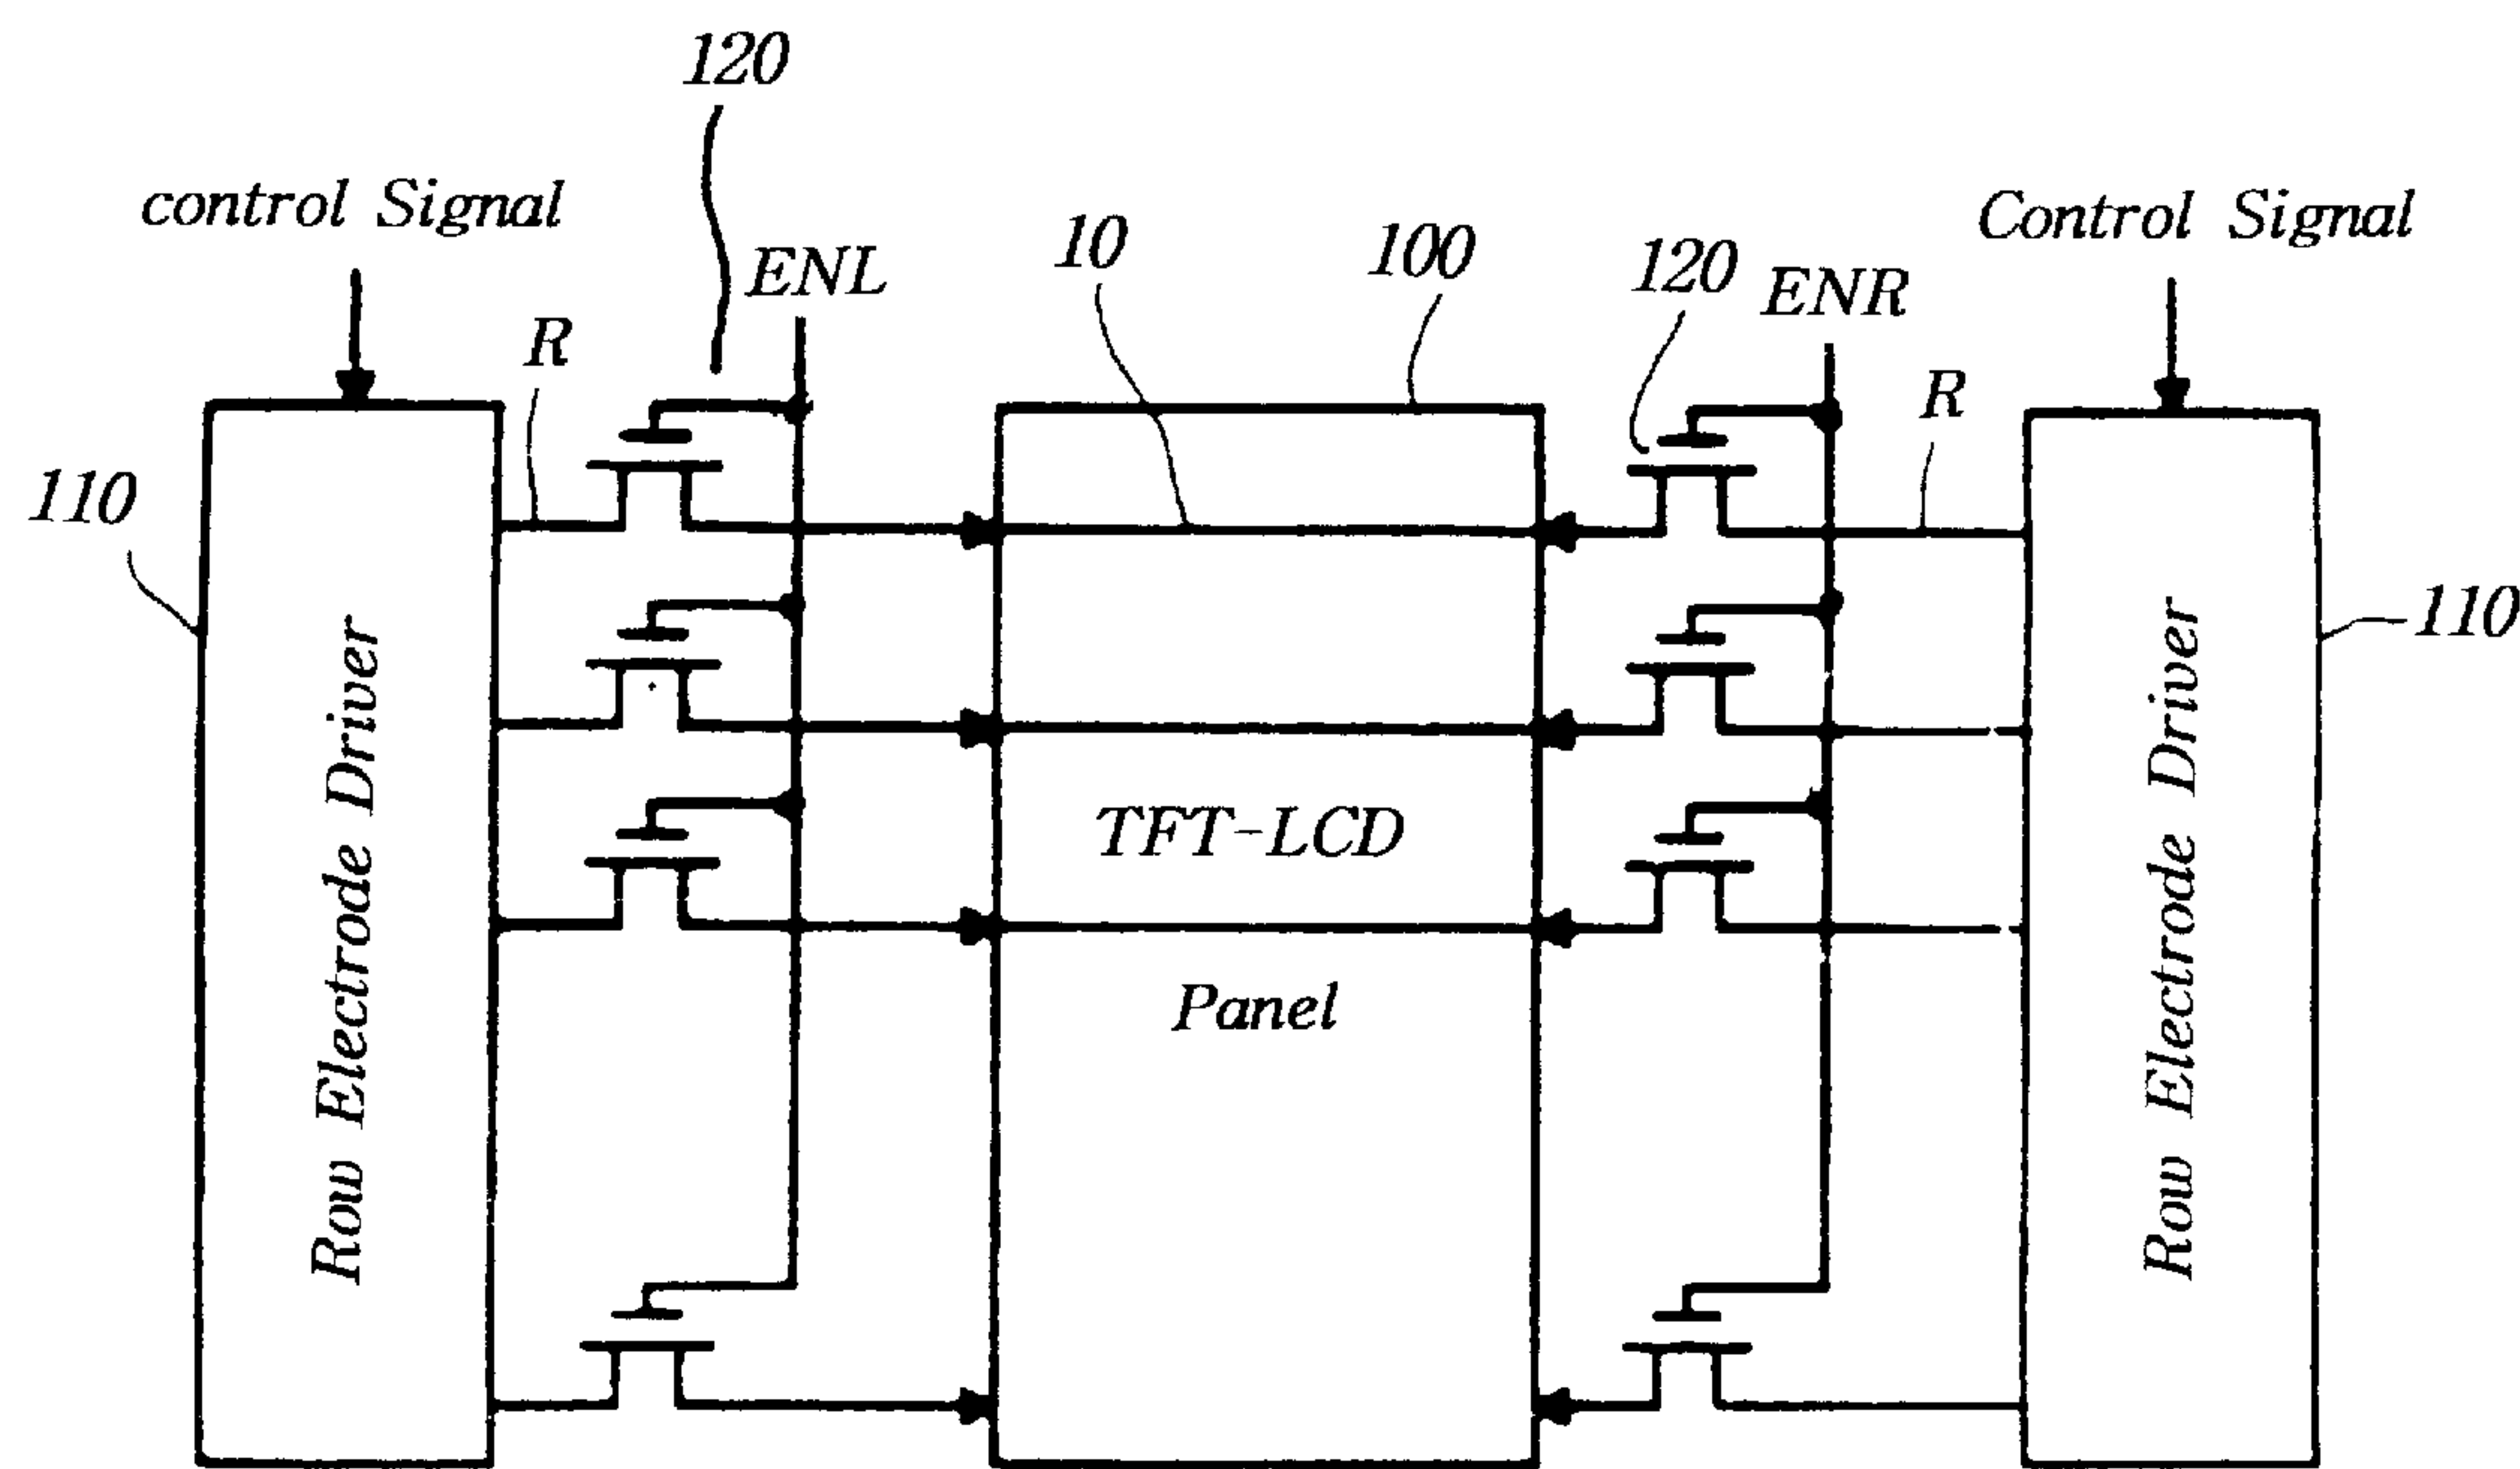 120
control Signal
ENL
10
100
120
ENR
Control Signal
R
R
110
110
Row Electrode Driver
TFT-LCD
Panel
Row Electrode Driver